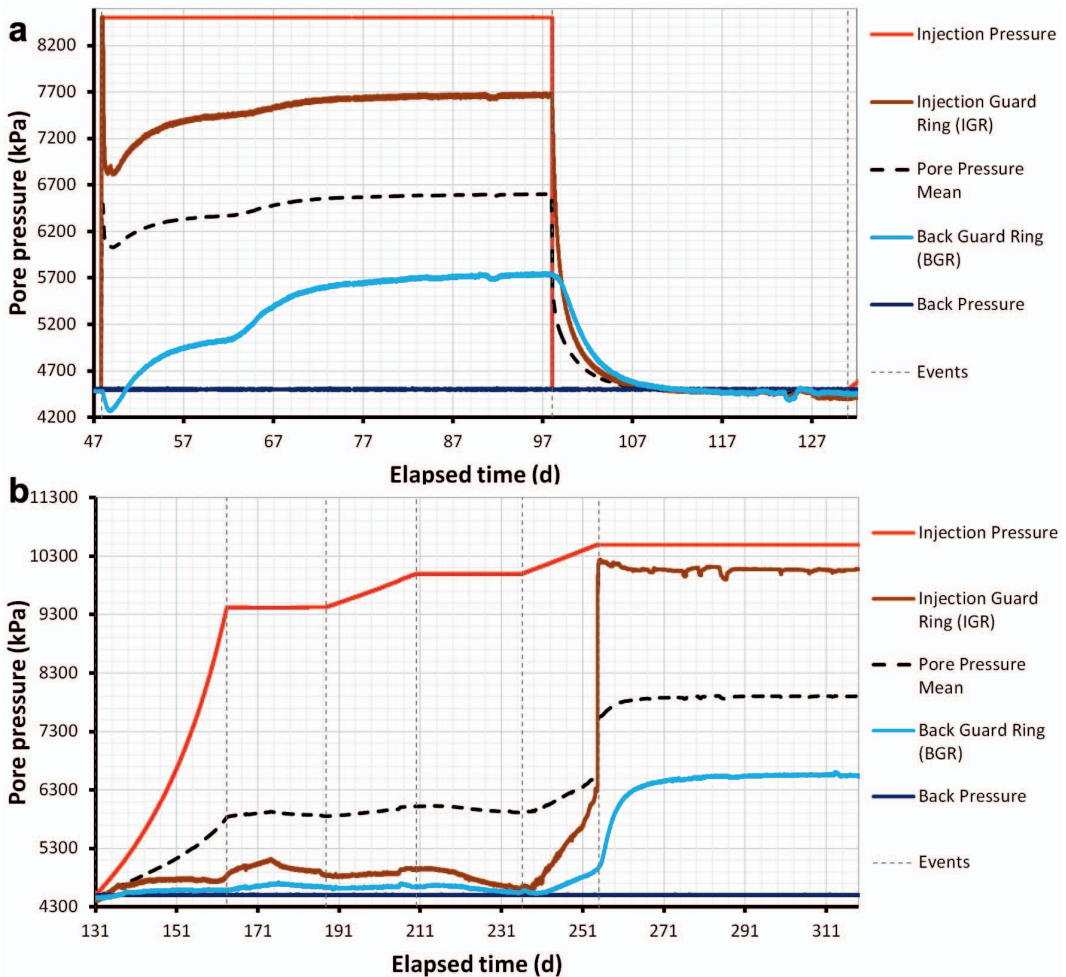 a
Pore pressure (kPa)
8200
7700
7200
6700
6200
5700
5200
4700
4200
47 57 67 77 87 97 107 117 127
Elapsed time (d)
Injection Pressure
Injection Guard
Ring (IGR)
Pore Pressure
Mean
Back Guard Ring
(BGR)
Back Pressure
Events
b
Pore pressure (kPa)
11300
10300
9300
8300
7300
6300
5300
4300
131 151 171 191 211 231 251 271 291 311
Elapsed time (d)
Injection Pressure
Injection Guard
Ring (IGR)
Pore Pressure
Mean
Back Guard Ring
(BGR)
Back Pressure
Events